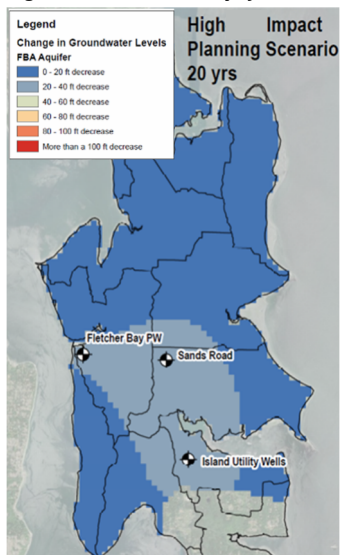 Legend
Change in Groundwater Levels
FBA Aquifer
0 - 20 ft decrease
20 - 40 ft decrease
40 - 60 ft decrease
60 - 80 ft decrease
80 - 100 ft decrease
More than a 100 ft decrease
High Impact
Planning Scenario
20 yrs
Fletcher Bay PW
Sands Road
Island Utility Wells